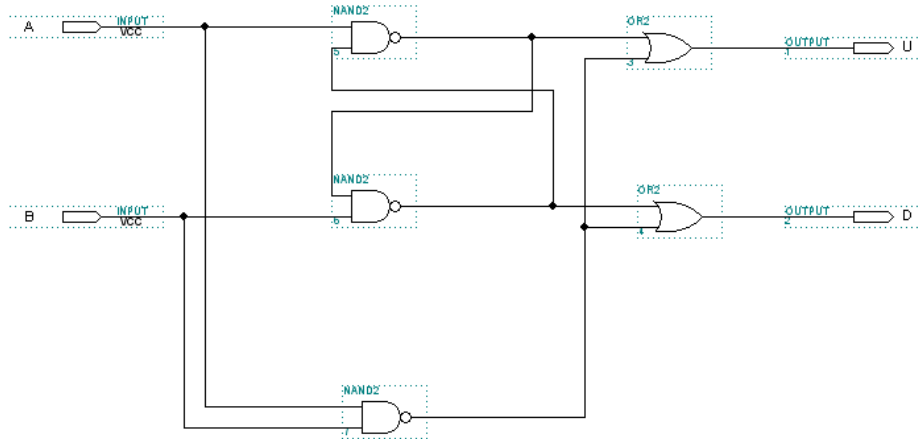 A
INPUT
VCC
NAND2
5
OR2
3
OUTPUT
1
U
B
INPUT
VCC
NAND2
6
OR2
4
OUTPUT
2
D
NAND2
7